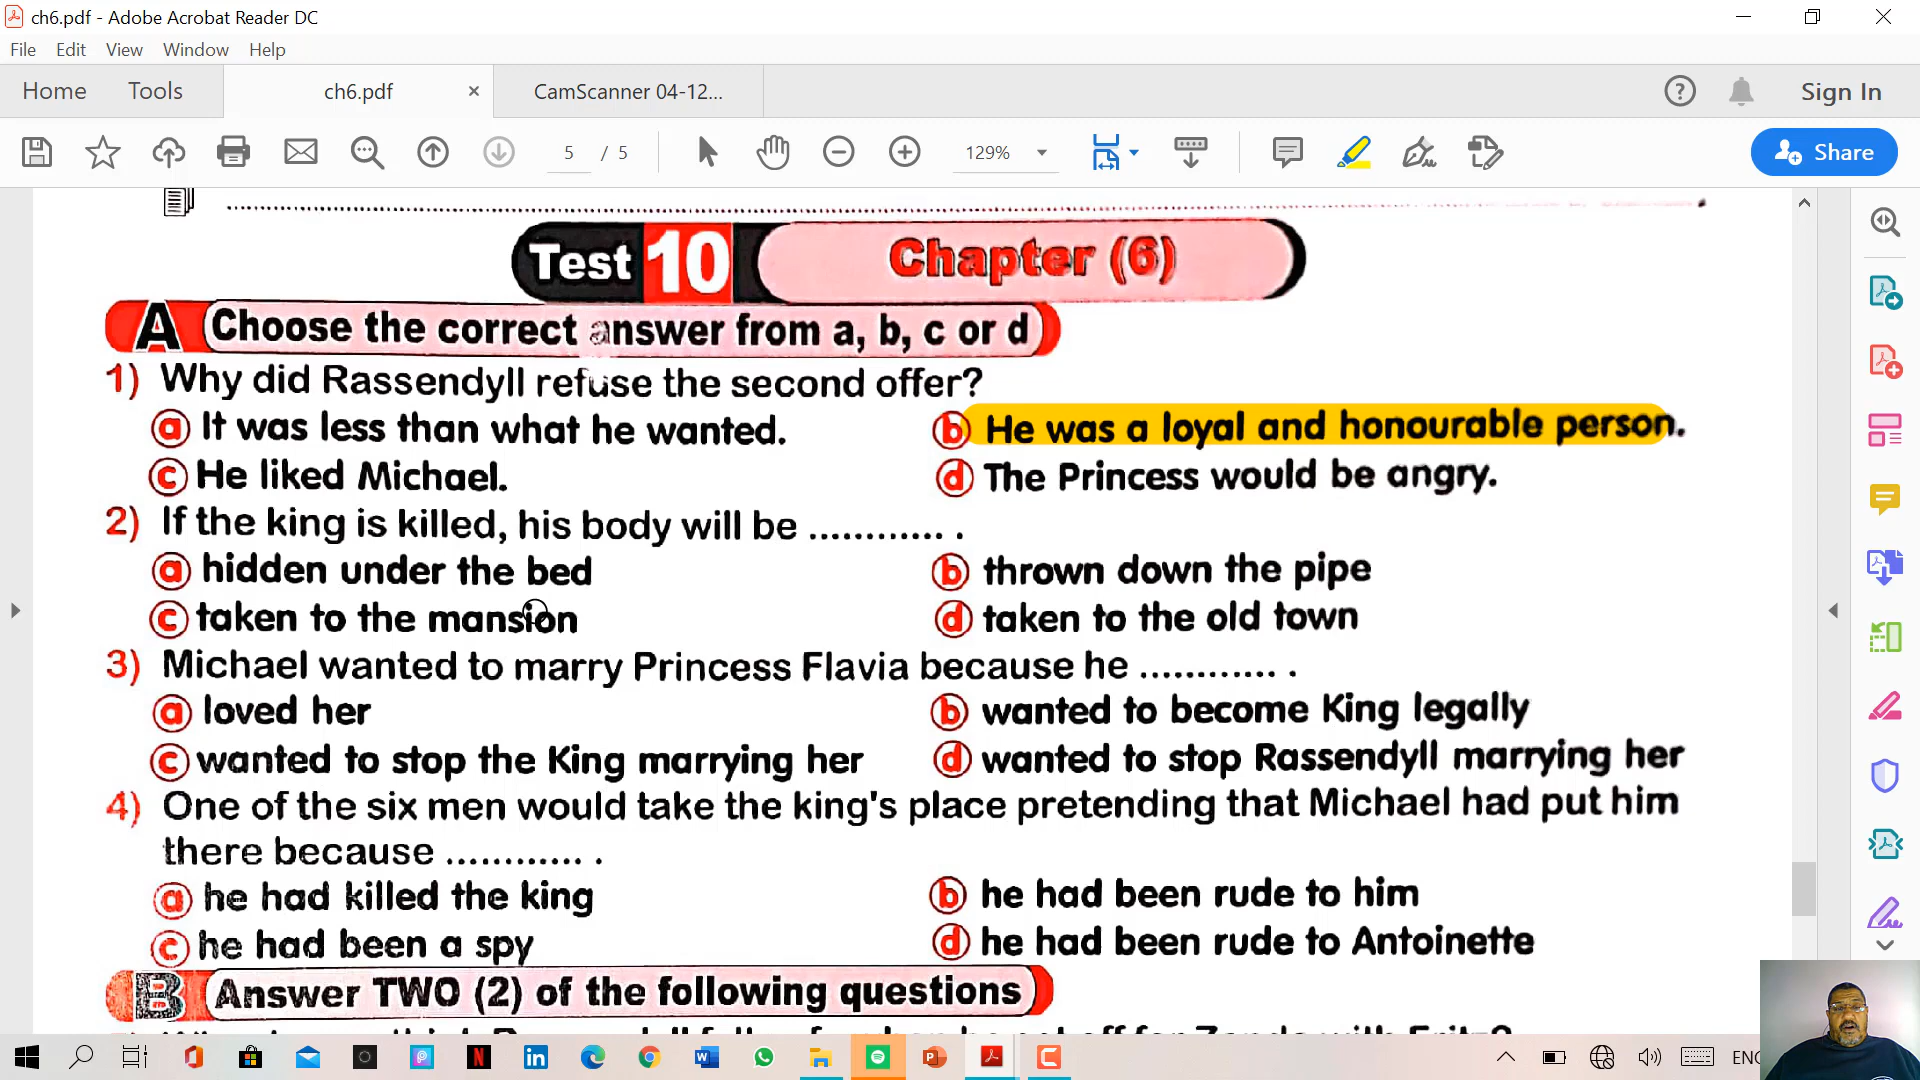 ch6.pdf - Adobe Acrobat Reader DC
File Edit View Window Help
Home Tools ch6.pdf × CamScanner 04-12... Sign In
5 / 5 129% Share
Test 10 Chapter (6)
A Choose the correct answer from a, b, c or d
1) Why did Rassendyll refuse the second offer?
a It was less than what he wanted. b He was a loyal and honourable person.
c He liked Michael. d The Princess would be angry.
2) If the king is killed, his body will be ............. .
a hidden under the bed b thrown down the pipe
c taken to the mansion d taken to the old town
3) Michael wanted to marry Princess Flavia because he ............. .
a loved her b wanted to become King legally
c wanted to stop the King marrying her d wanted to stop Rassendyll marrying her
4) One of the six men would take the king's place pretending that Michael had put him
there because ............. .
a he had killed the king b he had been rude to him
c he had been a spy d he had been rude to Antoinette
B Answer TWO (2) of the following questions
ENG